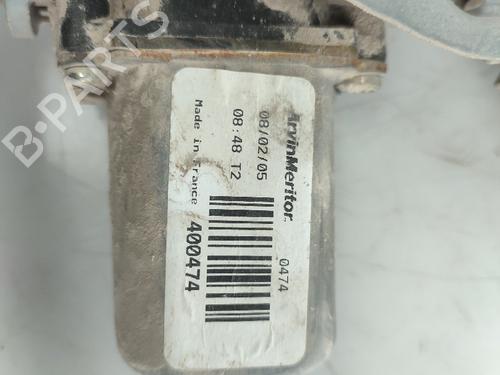 ArvinMeritor.
0474
08/02/05
08:48 T2
Made in France 400474
B-PARTS